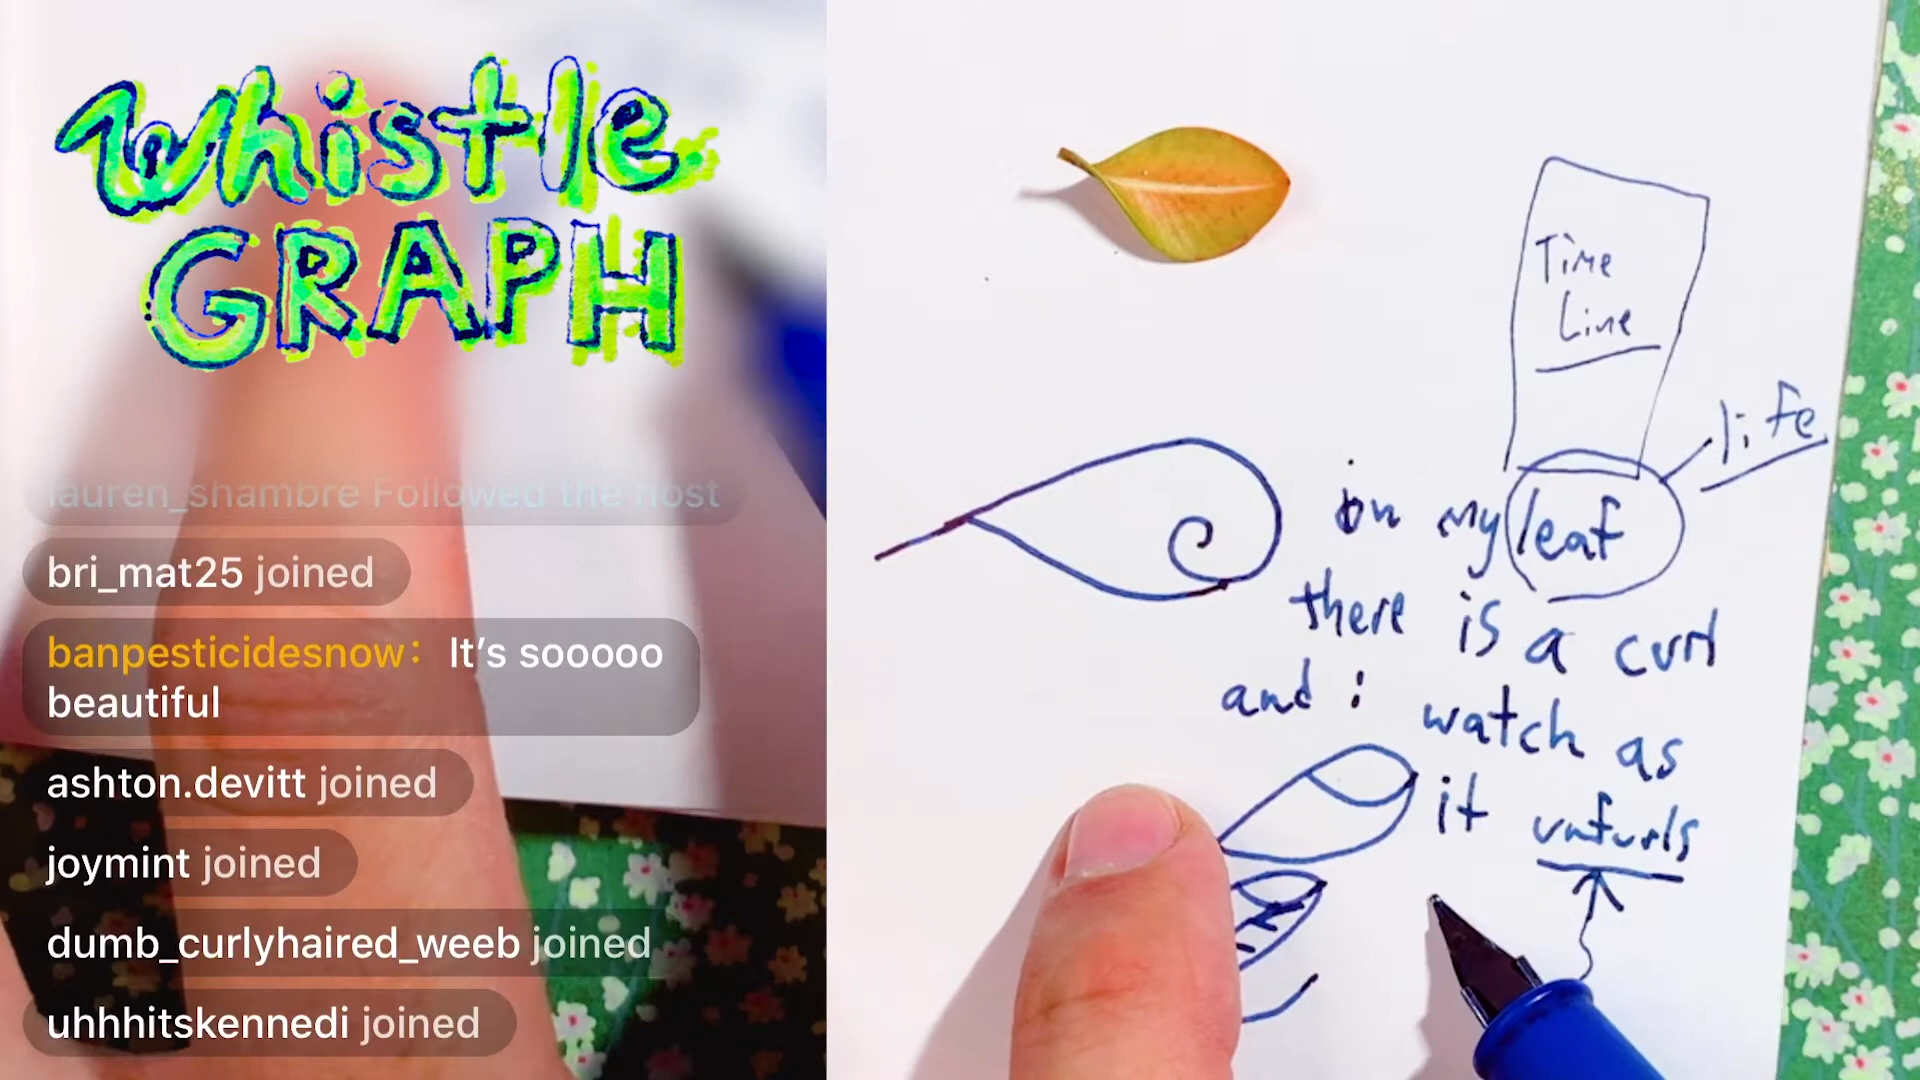 Whistle
GRAPH
lauren_shambre Followed the host
bri_mat25 joined
banpesticidesnow: It's sooooo
beautiful
ashton.devitt joined
joymint joined
dumb_curlyhaired_weeb joined
uhhhitskennedi joined
Time
Line
life
on my leaf
there is a curl
and i watch as
it unfurls